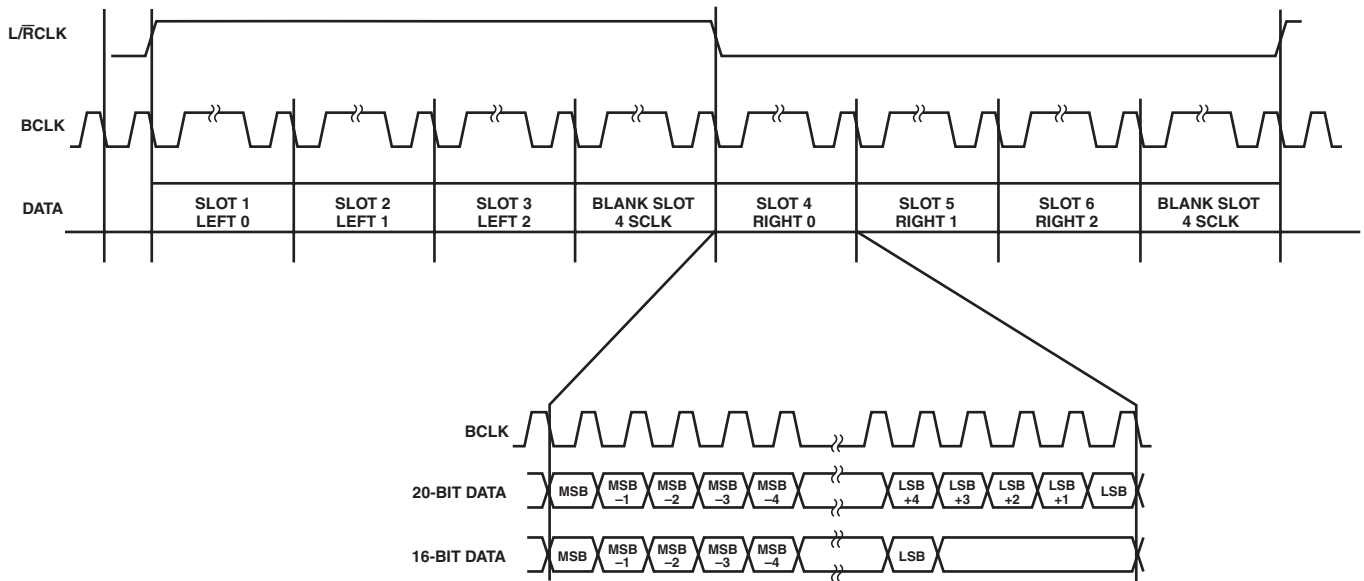 L/R̅CLK
BCLK
DATA
SLOT 1
LEFT 0
SLOT 2
LEFT 1
SLOT 3
LEFT 2
BLANK SLOT
4 SCLK
SLOT 4
RIGHT 0
SLOT 5
RIGHT 1
SLOT 6
RIGHT 2
BLANK SLOT
4 SCLK
BCLK
20-BIT DATA
MSB
MSB
–1
MSB
–2
MSB
–3
MSB
–4
LSB
+4
LSB
+3
LSB
+2
LSB
+1
LSB
16-BIT DATA
MSB
MSB
–1
MSB
–2
MSB
–3
MSB
–4
LSB